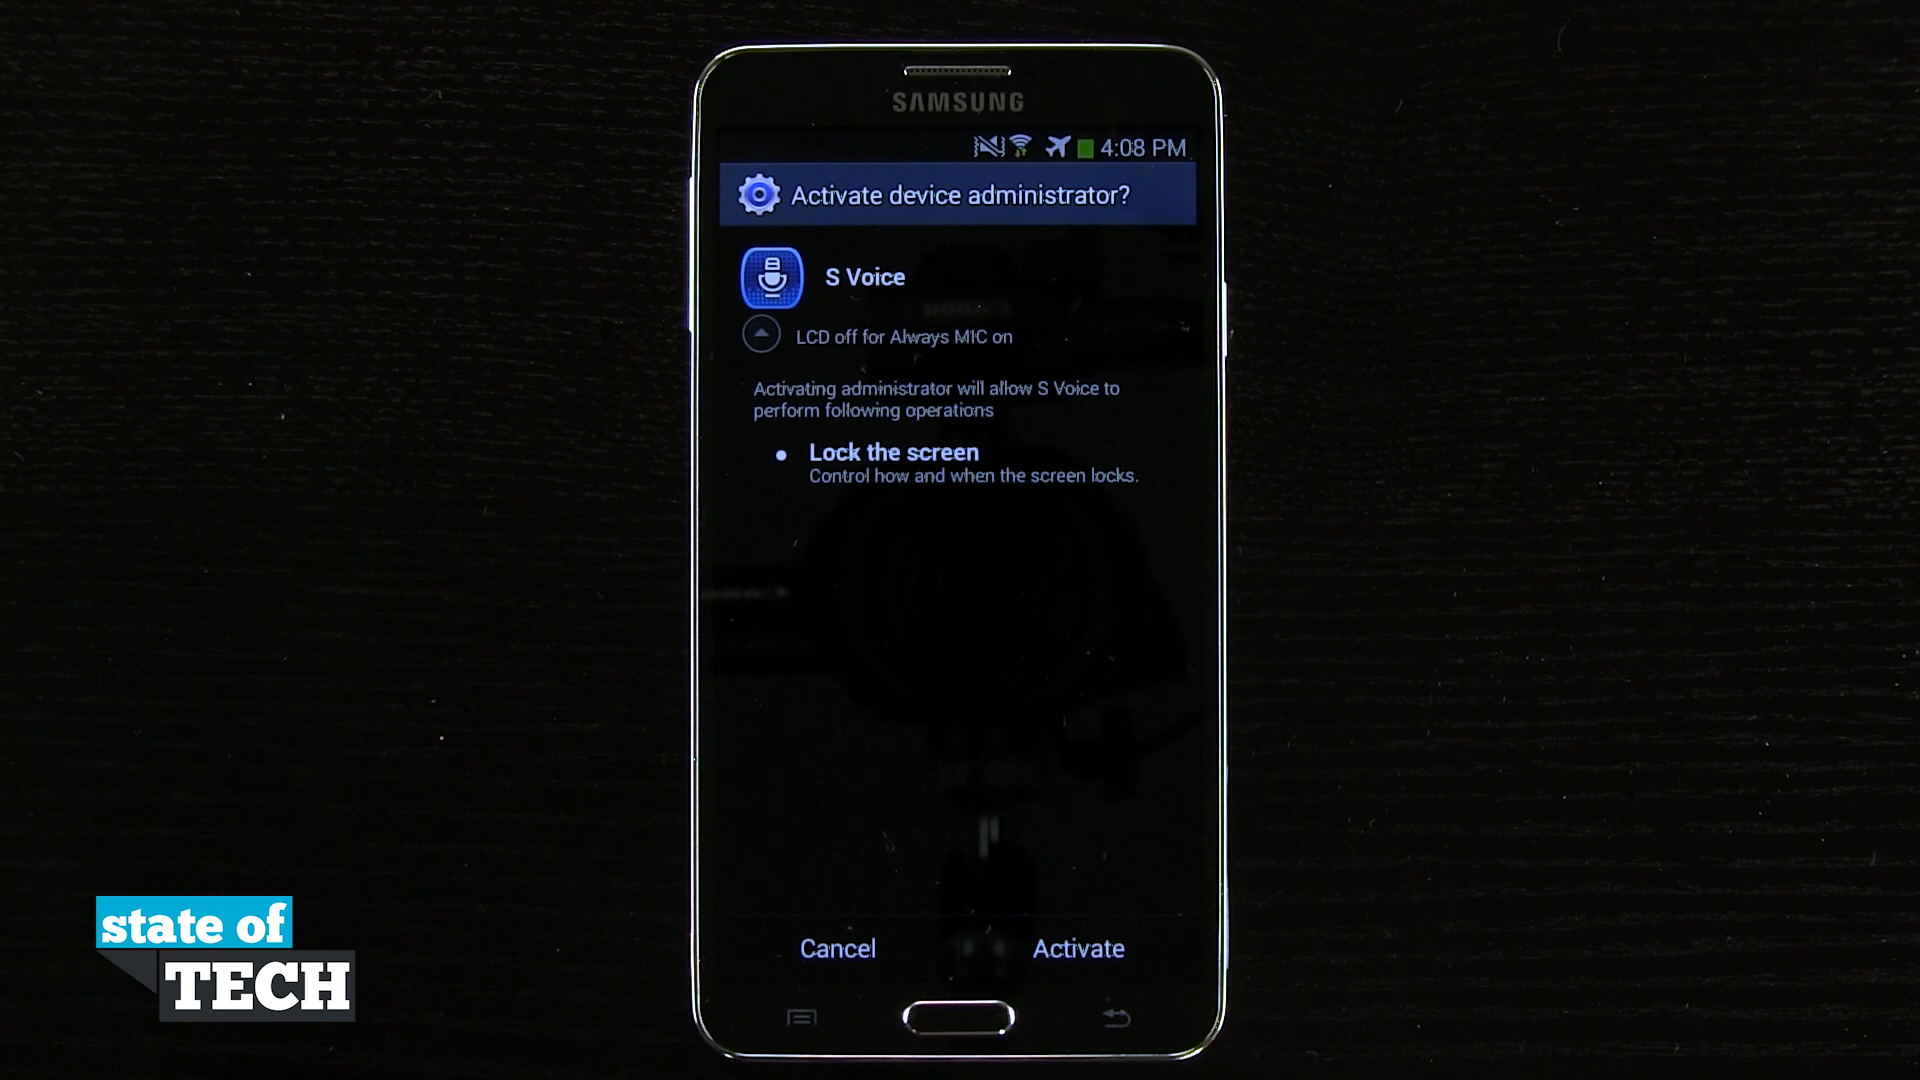 SAMSUNG
4:08 PM
Activate device administrator?
S Voice
LCD off for Always MIC on
Activating administrator will allow S Voice to
perform following operations
Lock the screen
Control how and when the screen locks.
Cancel
Activate
state of
TECH